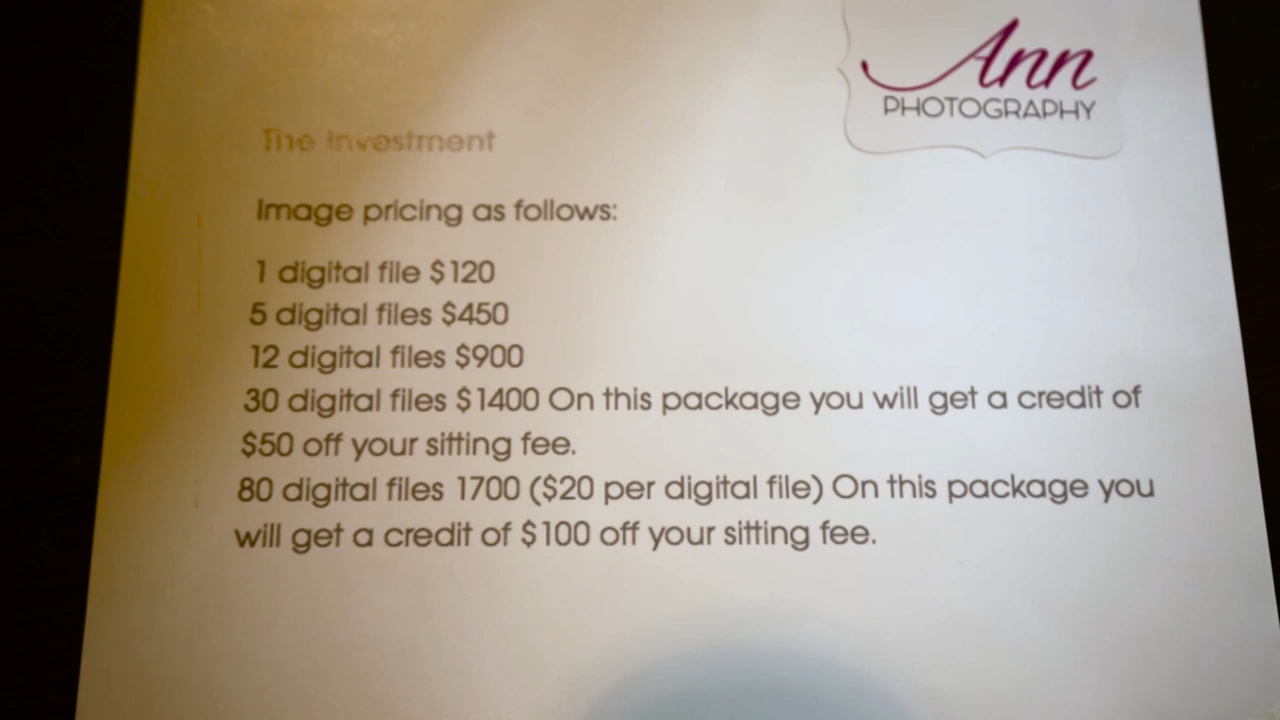 Ann
PHOTOGRAPHY
The Investment
Image pricing as follows:
1 digital file $120
5 digital files $450
12 digital files $900
30 digital files $1400 On this package you will get a credit of
$50 off your sitting fee.
80 digital files 1700 ($20 per digital file) On this package you
will get a credit of $100 off your sitting fee.